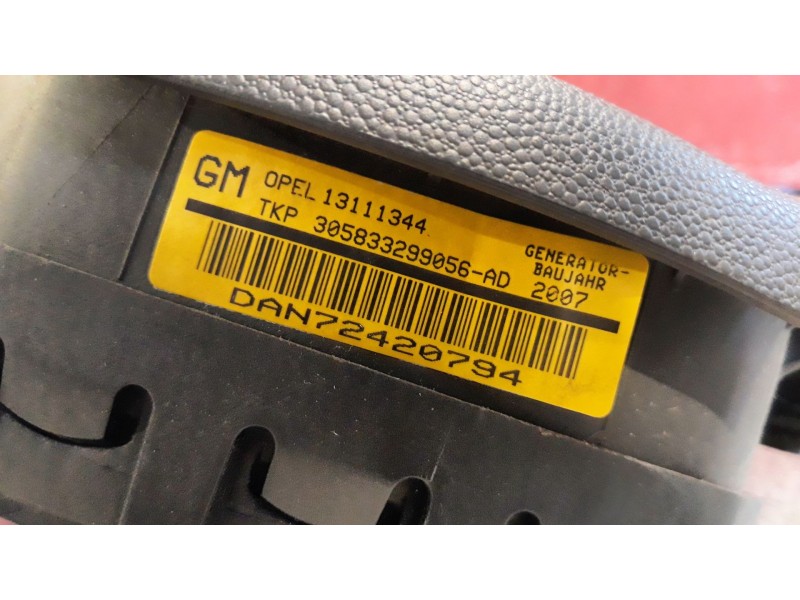 GM OPEL 13111344
TKP 305833299056-AD
GENERATOR-
BAUJAHR
2007
DAN72420794